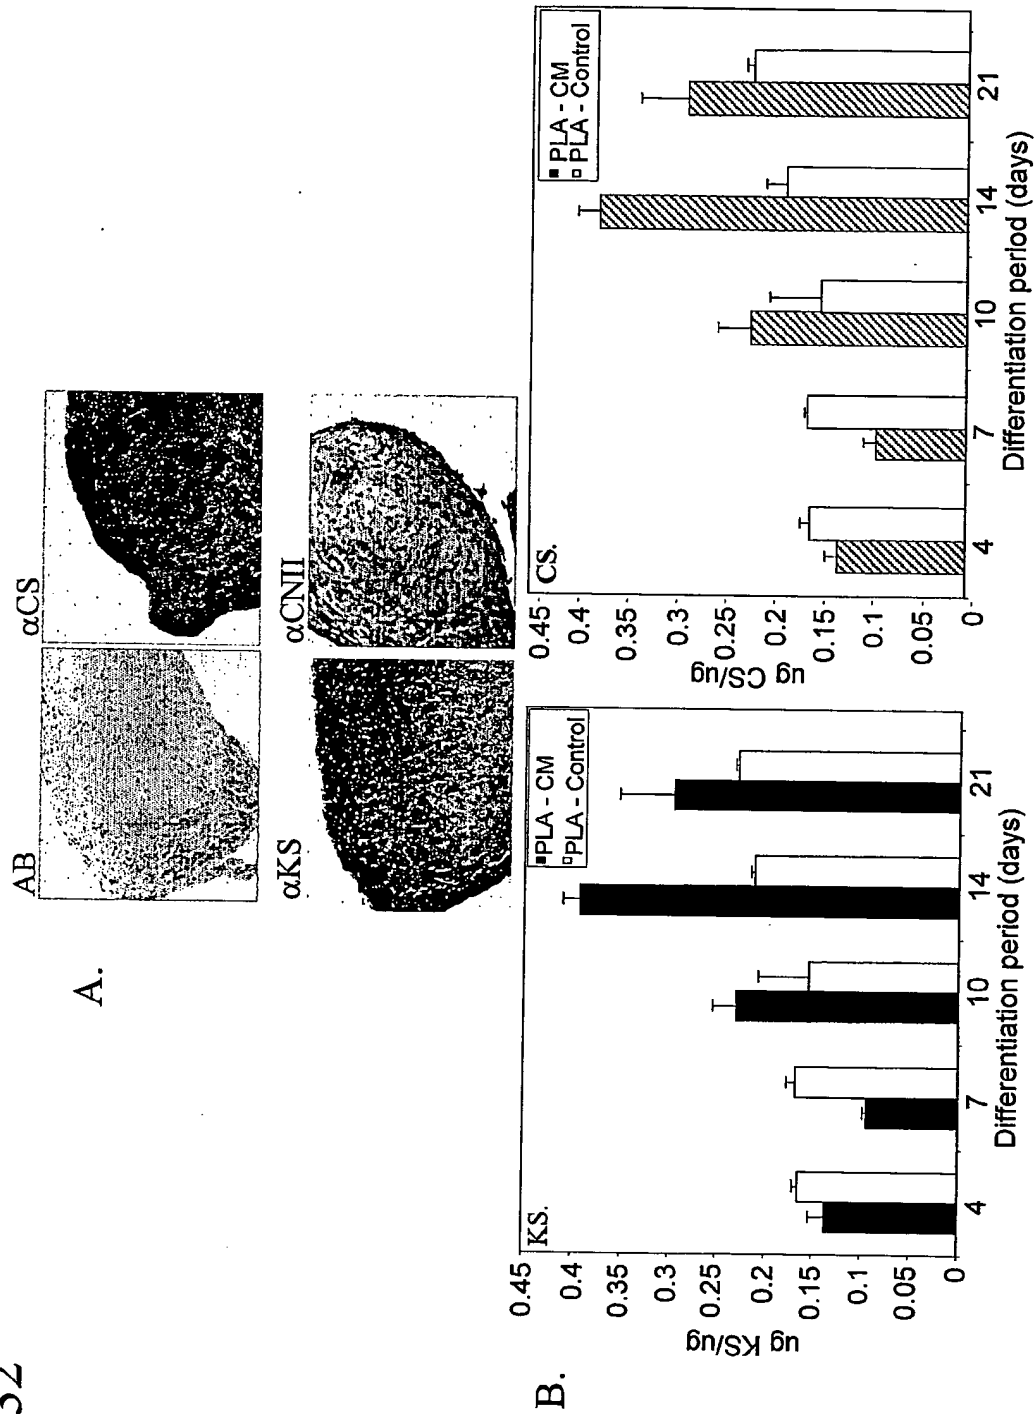 32
A.
AB
αCS
αKS
αCNII
B.
KS.
■PLA - CM
□PLA - Control
ug KS/ug
0.45
0.4
0.35
0.3
0.25
0.2
0.15
0.1
0.05
0
4
7
10
14
21
Differentiation period (days)
CS.
■ PLA - CM
□ PLA - Control
ug CS/ug
0.45
0.4
0.35
0.3
0.25
0.2
0.15
0.1
0.05
0
4
7
10
14
21
Differentiation period (days)